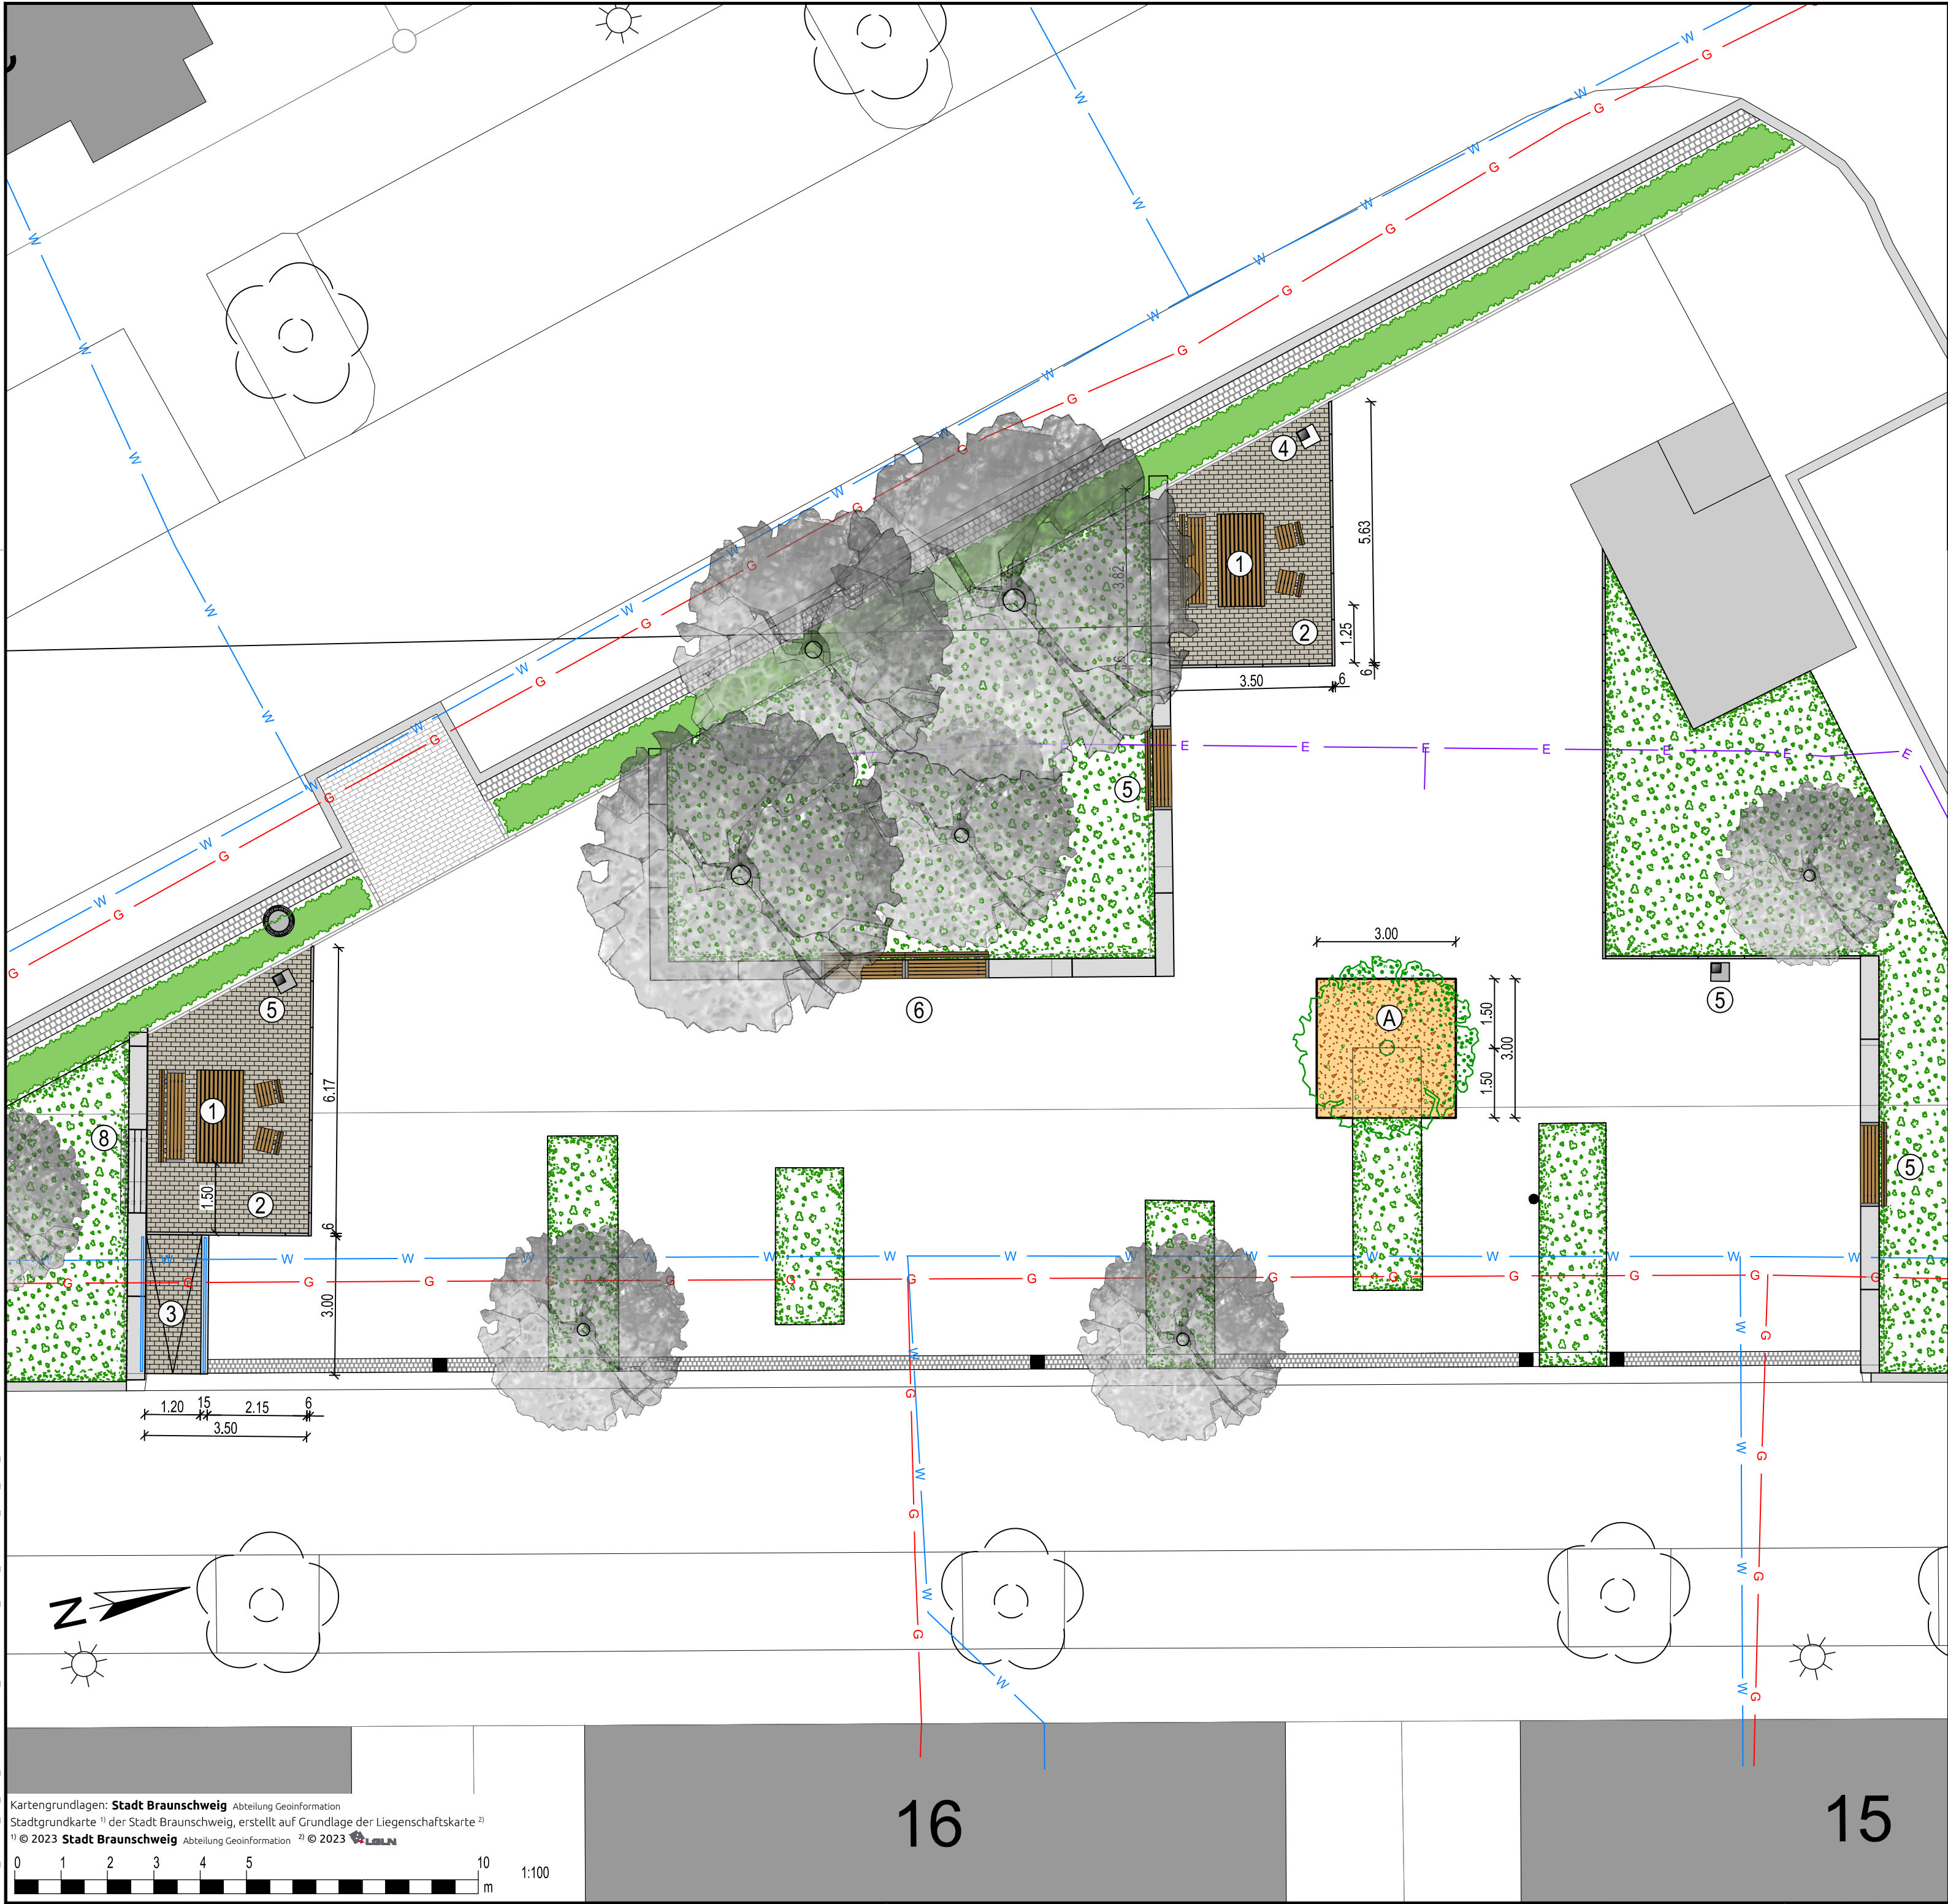 W
G
4
1
2
5.63
3.82
1.25
6
3.50
6
E
5
3.00
A
1.50
3.00
1.50
5
6
5
6.17
1
8
1.50
2
6
5
3
3.00
1.20 15 2.15 6
3.50
N
Kartengrundlagen: Stadt Braunschweig Abteilung Geoinformation
Stadtgrundkarte 1) der Stadt Braunschweig, erstellt auf Grundlage der Liegenschaftskarte 2)
1) © 2023 Stadt Braunschweig Abteilung Geoinformation 2) © 2023 LGLN
0 1 2 3 4 5 10 1:100
m
16
15